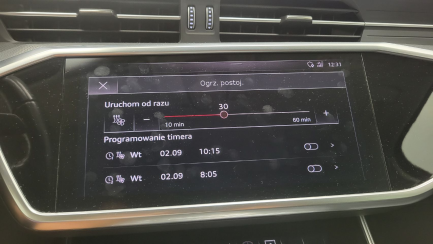 12:31
Ogrz. postoj.
Uruchom od razu
30
10 min
60 min
Programowanie timera
Wt 02.09 10:15
Wt 02.09 8:05